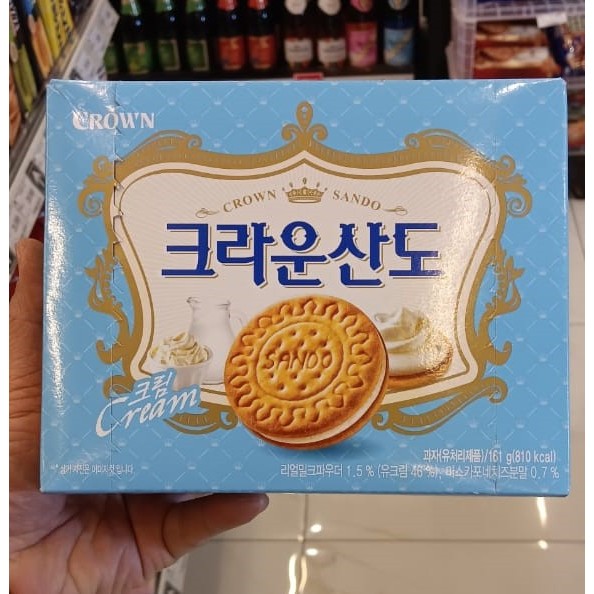 CROWN
CROWN SANDO
크라운산도
SANDO
크림
Cream
과자(유처리제품)/161 g(810 kcal)
리얼밀크파우더 1.5 % (유크림 46 %), 마스카포네치즈분말 0.7 %